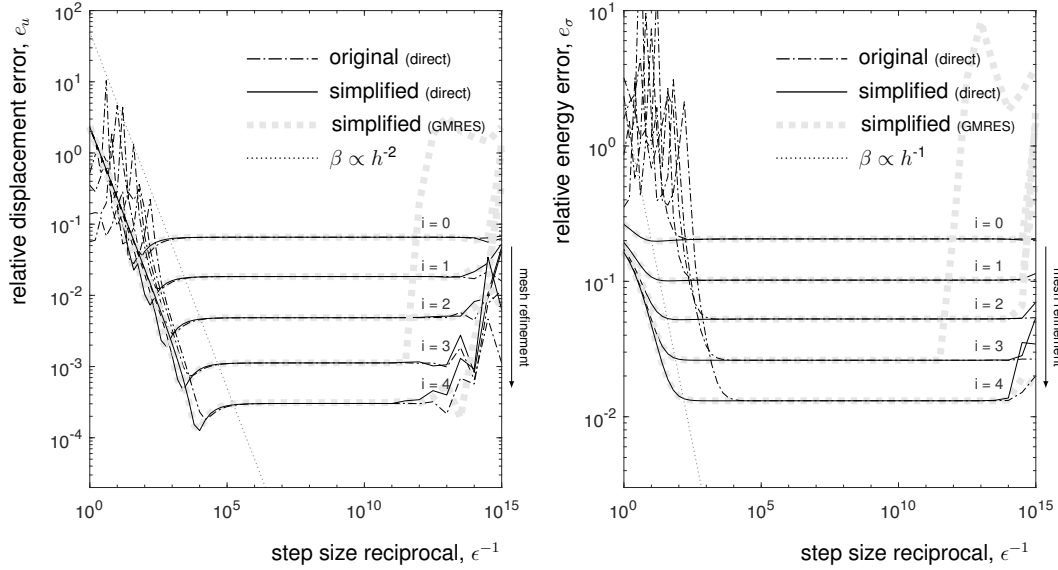 relative displacement error, e_u
10^2
10^1
10^0
10^-1
10^-2
10^-3
10^-4
original (direct)
simplified (direct)
simplified (GMRES)
β ∝ h^-2
i = 0
i = 1
i = 2
i = 3
i = 4
mesh refinement
10^0
10^5
10^10
10^15
step size reciprocal, ϵ^−1
relative energy error, e_σ
10^1
10^0
10^-1
10^-2
original (direct)
simplified (direct)
simplified (GMRES)
β ∝ h^-1
i = 0
i = 1
i = 2
i = 3
i = 4
mesh refinement
10^0
10^5
10^10
10^15
step size reciprocal, ϵ^−1